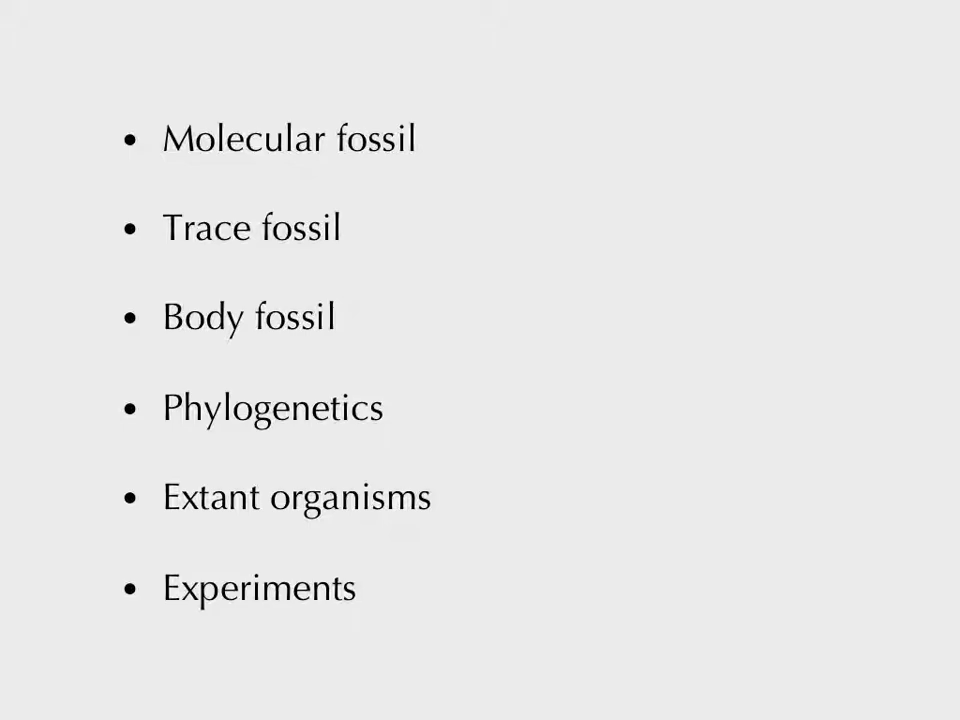 • Molecular fossil
• Trace fossil
• Body fossil
• Phylogenetics
• Extant organisms
• Experiments